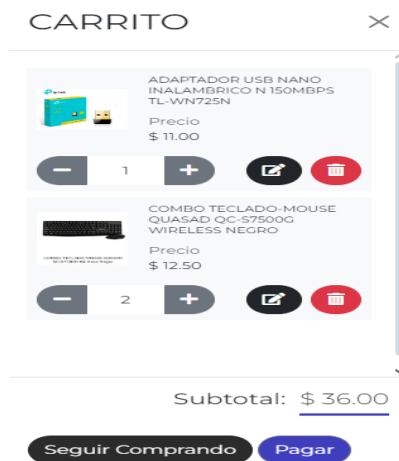 CARRITO
ADAPTADOR USB NANO
INALAMBRICO N 150MBPS
TL-WN725N
Precio
$ 11.00
1
COMBO TECLADO-MOUSE
QUASAD QC-S7500G
WIRELESS NEGRO
Precio
$ 12.50
2
Subtotal: $ 36.00
Seguir Comprando
Pagar